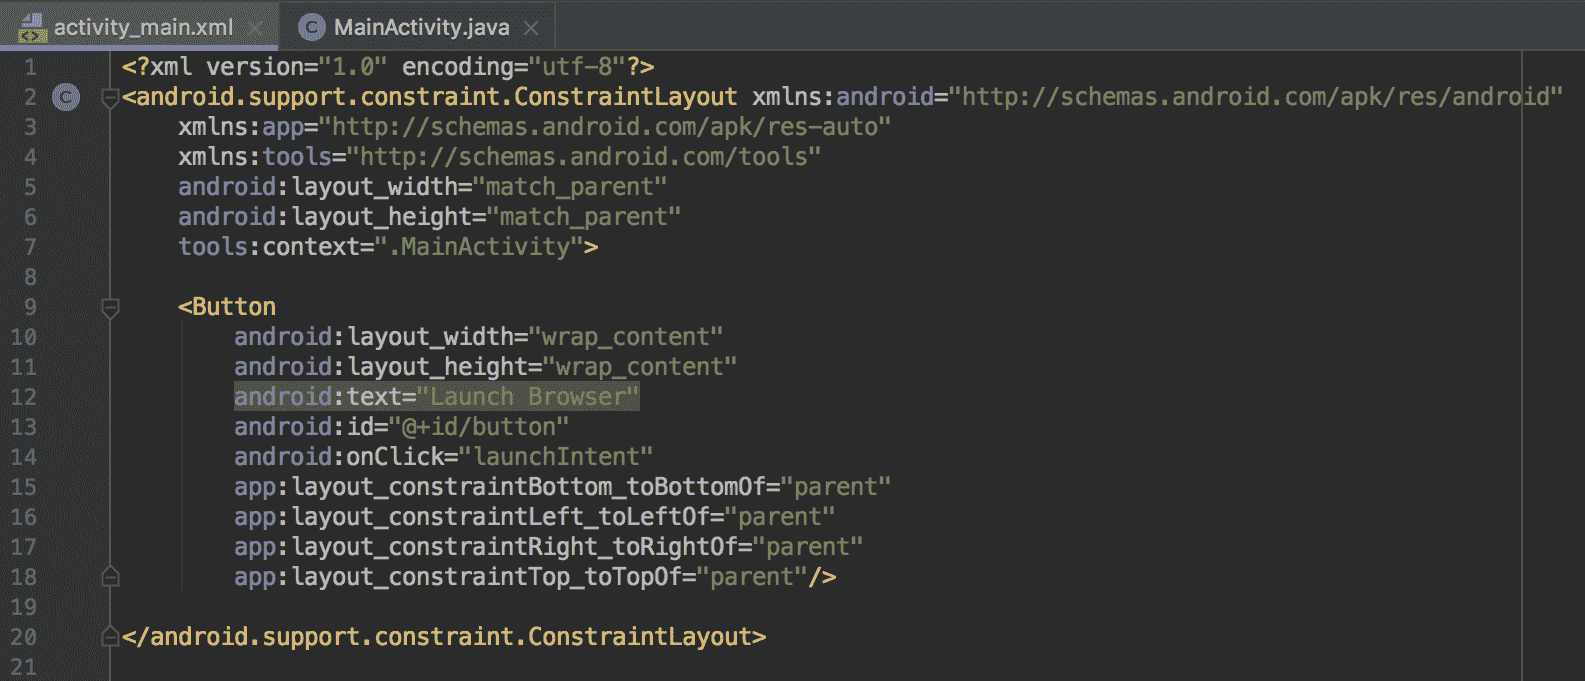 activity_main.xml
MainActivity.java
1 <?xml version="1.0" encoding="utf-8"?>
2 <android.support.constraint.ConstraintLayout xmlns:android="http://schemas.android.com/apk/res/android"
3 xmlns:app="http://schemas.android.com/apk/res-auto"
4 xmlns:tools="http://schemas.android.com/tools"
5 android:layout_width="match_parent"
6 android:layout_height="match_parent"
7 tools:context=".MainActivity">
8
9 <Button
10 android:layout_width="wrap_content"
11 android:layout_height="wrap_content"
12 android:text="Launch Browser"
13 android:id="@+id/button"
14 android:onClick="launchIntent"
15 app:layout_constraintBottom_toBottomOf="parent"
16 app:layout_constraintLeft_toLeftOf="parent"
17 app:layout_constraintRight_toRightOf="parent"
18 app:layout_constraintTop_toTopOf="parent"/>
19
20 </android.support.constraint.ConstraintLayout>
21